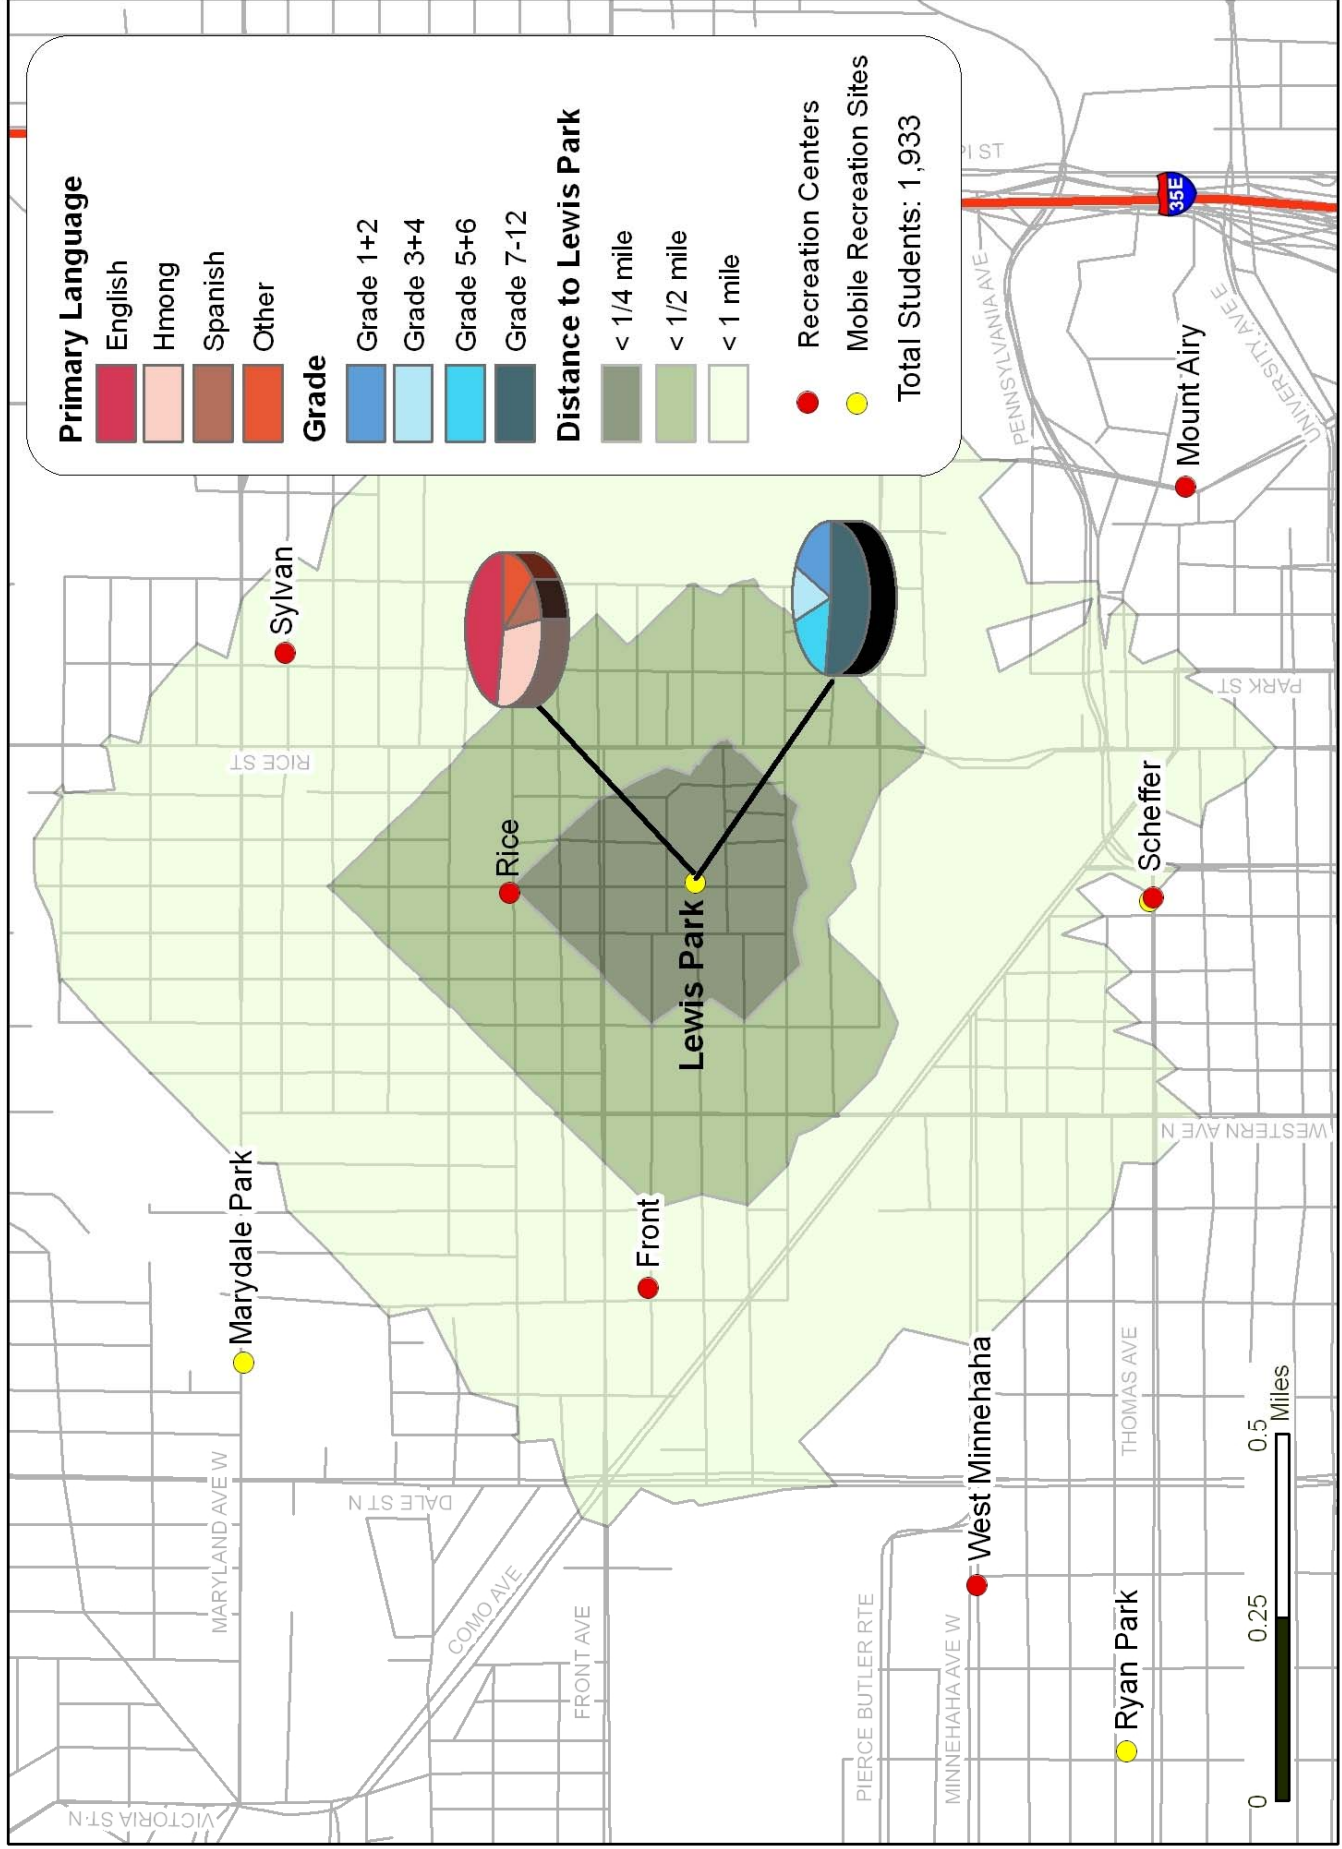 Primary Language
English
Hmong
Spanish
Other
Grade
Grade 1+2
Grade 3+4
Grade 5+6
Grade 7-12
Distance to Lewis Park
< 1/4 mile
< 1/2 mile
< 1 mile
Recreation Centers
Mobile Recreation Sites
Total Students: 1,933
VICTORIA ST N
MARYLAND AVE W
Marydale Park
RICE ST
Sylvan
DALE ST N
COMO AVE
Rice
FRONT AVE
Front
Lewis Park
PIERCE BUTLER RTE
MINNEHAHA AVE W
West Minnehaha
PENNSYLVANIA AVE
PI ST
35E
Ryan Park
THOMAS AVE
WESTERN AVE N
Scheffer
PARK ST
Mount Airy
UNIVERSITY AVE E
0 0.25 0.5
Miles